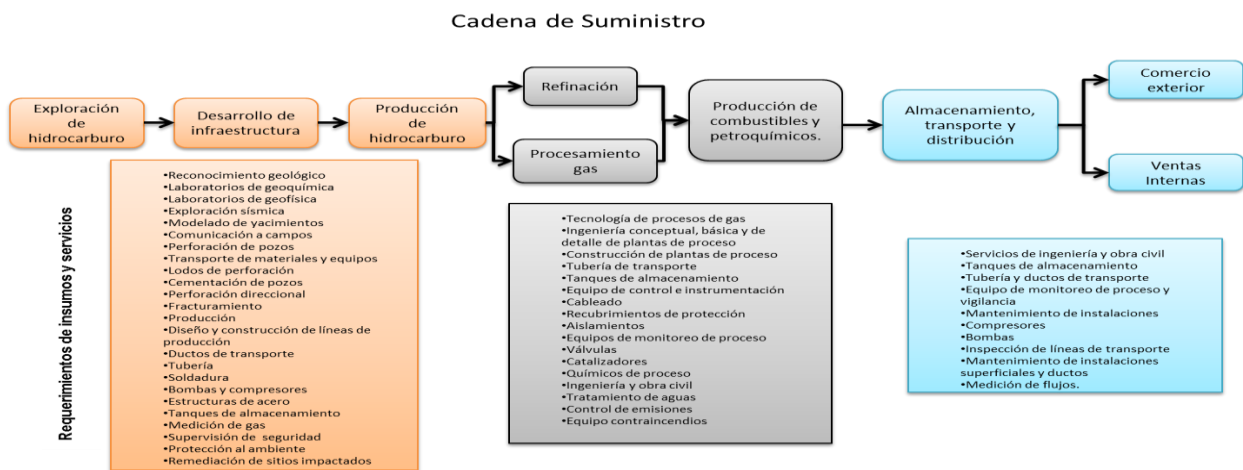 Cadena de Suministro
Exploración de
hidrocarburo
Desarrollo de
infraestructura
Producción
de
hidrocarburo
Refinación
Procesamiento
gas
Producción de
combustibles y
petroquímicos.
Almacenamiento,
transporte y
distribución
Comercio
exterior
Ventas
Internas
Requerimientos de insumos y servicios
•Reconocimiento geológico
•Laboratorios de geoquímica
•Laboratorios de geofísica
•Exploración sísmica
•Modelado de yacimientos
•Comunicación a campos
•Perforación de pozos
•Transporte de materiales y equipos
•Lodos de perforación
•Cementación de pozos
•Perforación direccional
•Fracturamiento
•Producción
•Diseño y construcción de líneas de
producción
•Ductos de transporte
•Tubería
•Soldadura
•Bombas y compresores
•Estructuras de acero
•Tanques de almacenamiento
•Medición de gas
•Supervisión de seguridad
•Protección al ambiente
•Remediación de sitios impactados
•Tecnología de procesos de gas
•Ingeniería conceptual, básica y de
detalle de plantas de proceso
•Construcción de plantas de proceso
•Tubería de transporte
•Tanques de almacenamiento
•Equipo de control e instrumentación
•Cableado
•Recubrimientos de protección
•Aislamientos
•Equipos de monitoreo de proceso
•Válvulas
•Catalizadores
•Químicos de proceso
•Ingeniería y obra civil
•Tratamiento de aguas
•Control de emisiones
•Equipo contraincendios
•Servicios de ingeniería y obra civil
•Tanques de almacenamiento
•Tubería y ductos de transporte
•Equipo de monitoreo de proceso y
vigilancia
•Mantenimiento de instalaciones
•Compresores
•Bombas
•Inspección de líneas de transporte
•Mantenimiento de instalaciones
superficiales y ductos
•Medición de flujos.